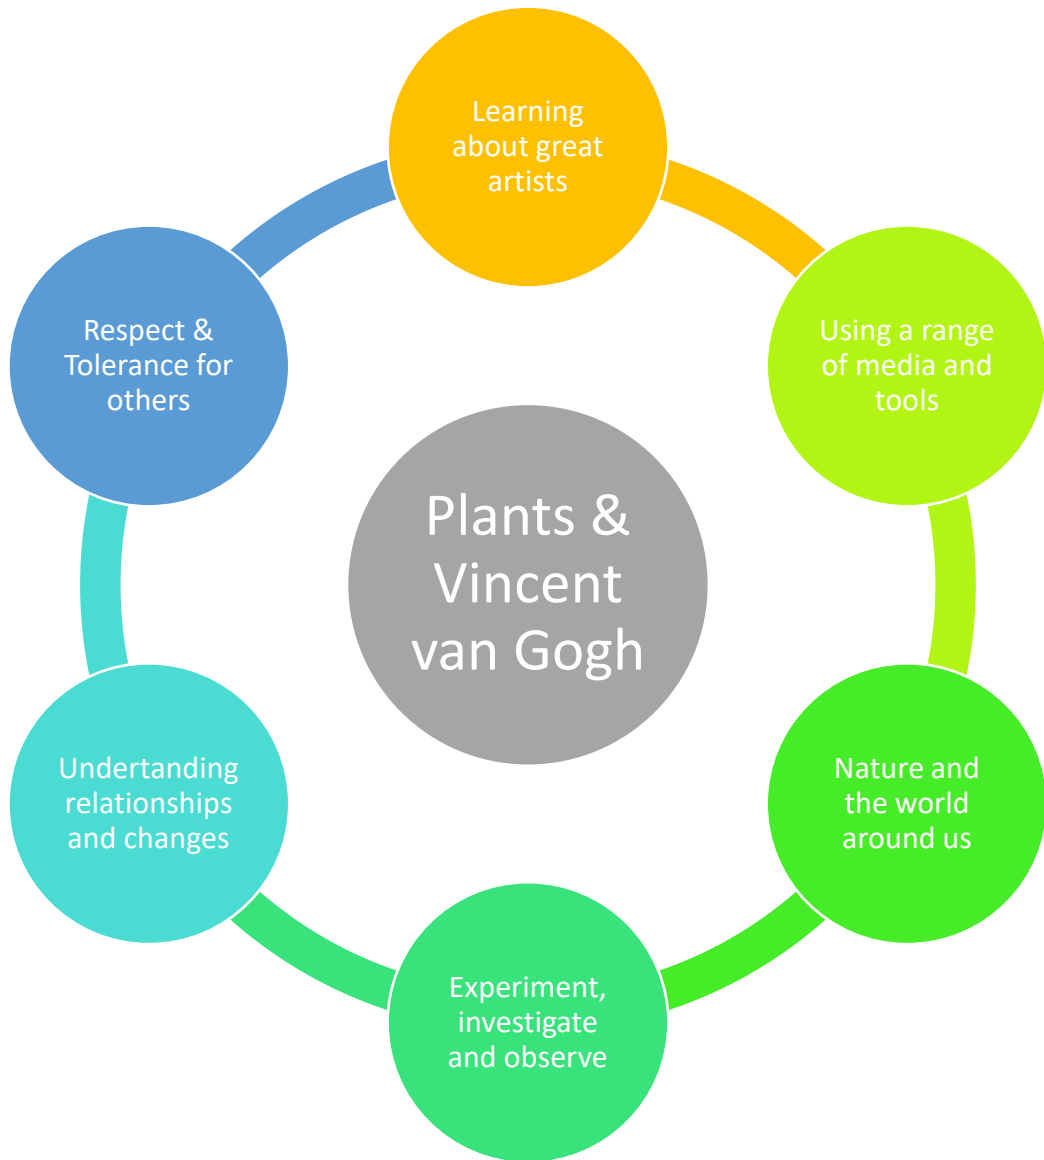 Learning
about great
artists
Using a range
of media and
tools
Nature and
the world
around us
Experiment,
investigate
and observe
Undertanding
relationships
and changes
Respect &
Tolerance for
others
Plants &
Vincent
van Gogh